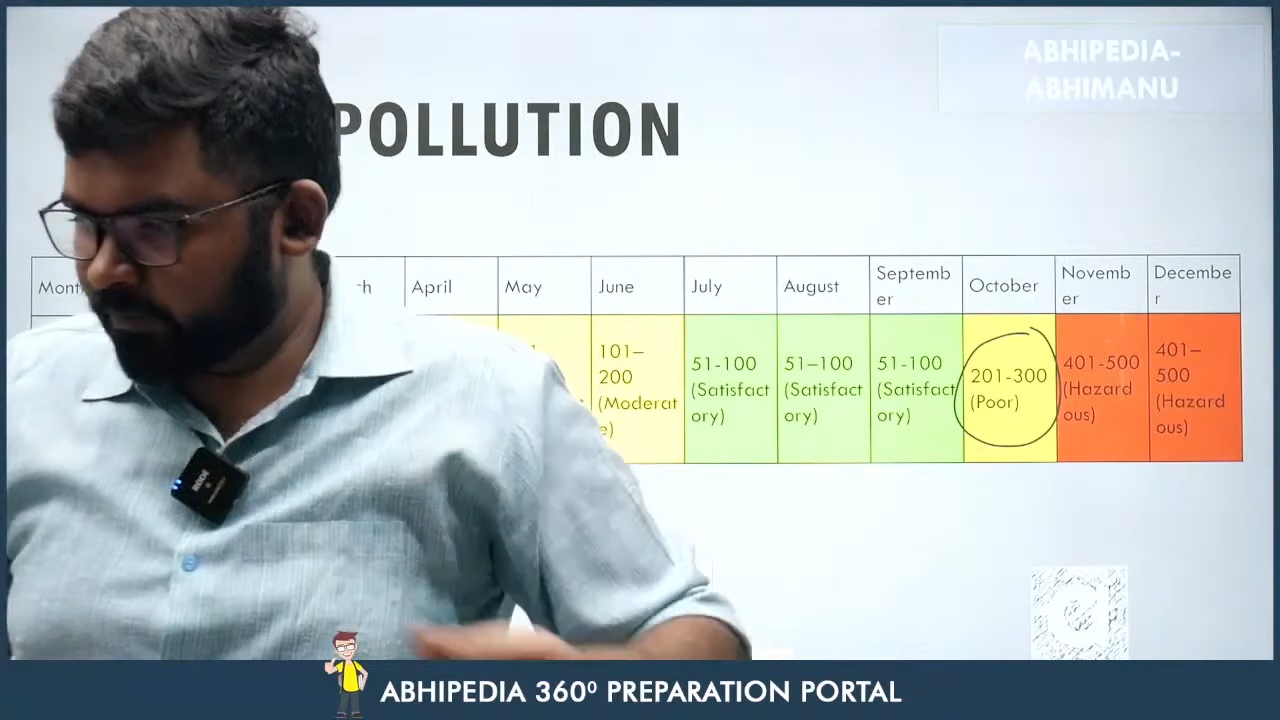 ABHIPEDIA-
ABHIMANU
POLLUTION
April
May
June
July
August
Septemb
er
October
Novemb
er
Decembe
r
101–
200
(Moderat
e)
51-100
(Satisfact
ory)
51–100
(Satisfact
ory)
51-100
(Satisfact
ory)
201-300
(Poor)
401-500
(Hazard
ous)
401–
500
(Hazard
ous)
ABHIPEDIA 360⁰ PREPARATION PORTAL